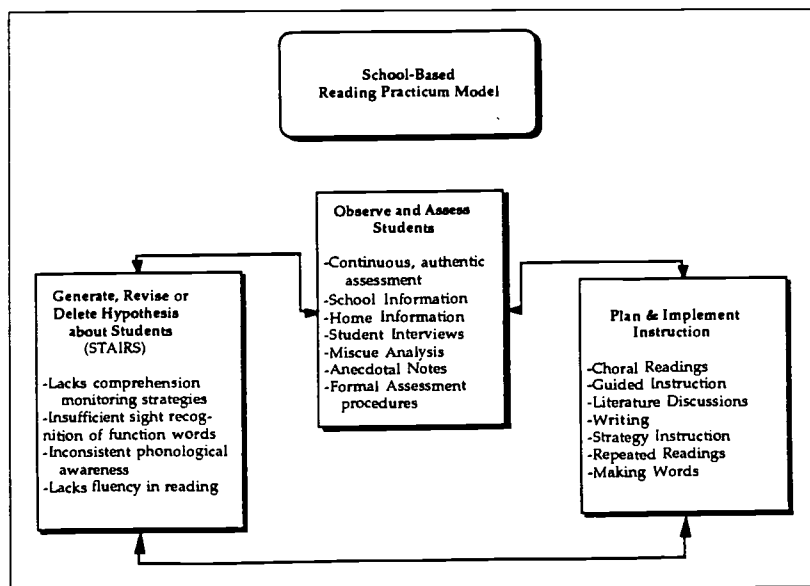 School-Based
Reading Practicum Model
Observe and Assess
Students
-Continuous, authentic
assessment
-School Information
-Home Information
-Student Interviews
-Miscue Analysis
-Anecdotal Notes
-Formal Assessment
procedures
Generate, Revise or
Delete Hypothesis
about Students
(STAIRS)
-Lacks comprehension
monitoring strategies
-Insufficient sight recog-
nition of function words
-Inconsistent phonological
awareness
-Lacks fluency in reading
Plan & Implement
Instruction
-Choral Readings
-Guided Instruction
-Literature Discussions
-Writing
-Strategy Instruction
-Repeated Readings
-Making Words